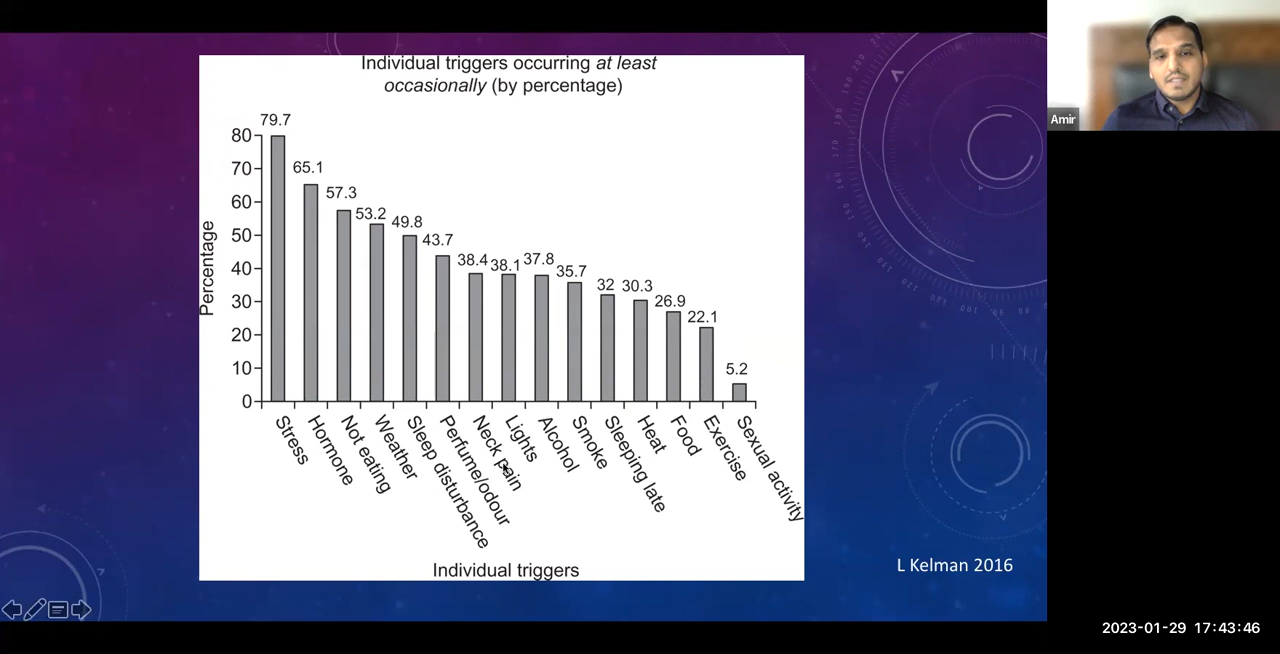 Individual triggers occurring at least
occasionally (by percentage)
Percentage
80
70
60
50
40
30
20
10
0
79.7
65.1
57.3
53.2
49.8
43.7
38.4
38.1
37.8
35.7
32
30.3
26.9
22.1
5.2
Stress
Hormone
Not eating
Weather
Sleep disturbance
Perfume/odour
Neck pain
Lights
Alcohol
Smoke
Sleeping late
Heat
Food
Exercise
Sexual activity
Individual triggers
L Kelman 2016
Amir
2023-01-29 17:43:46